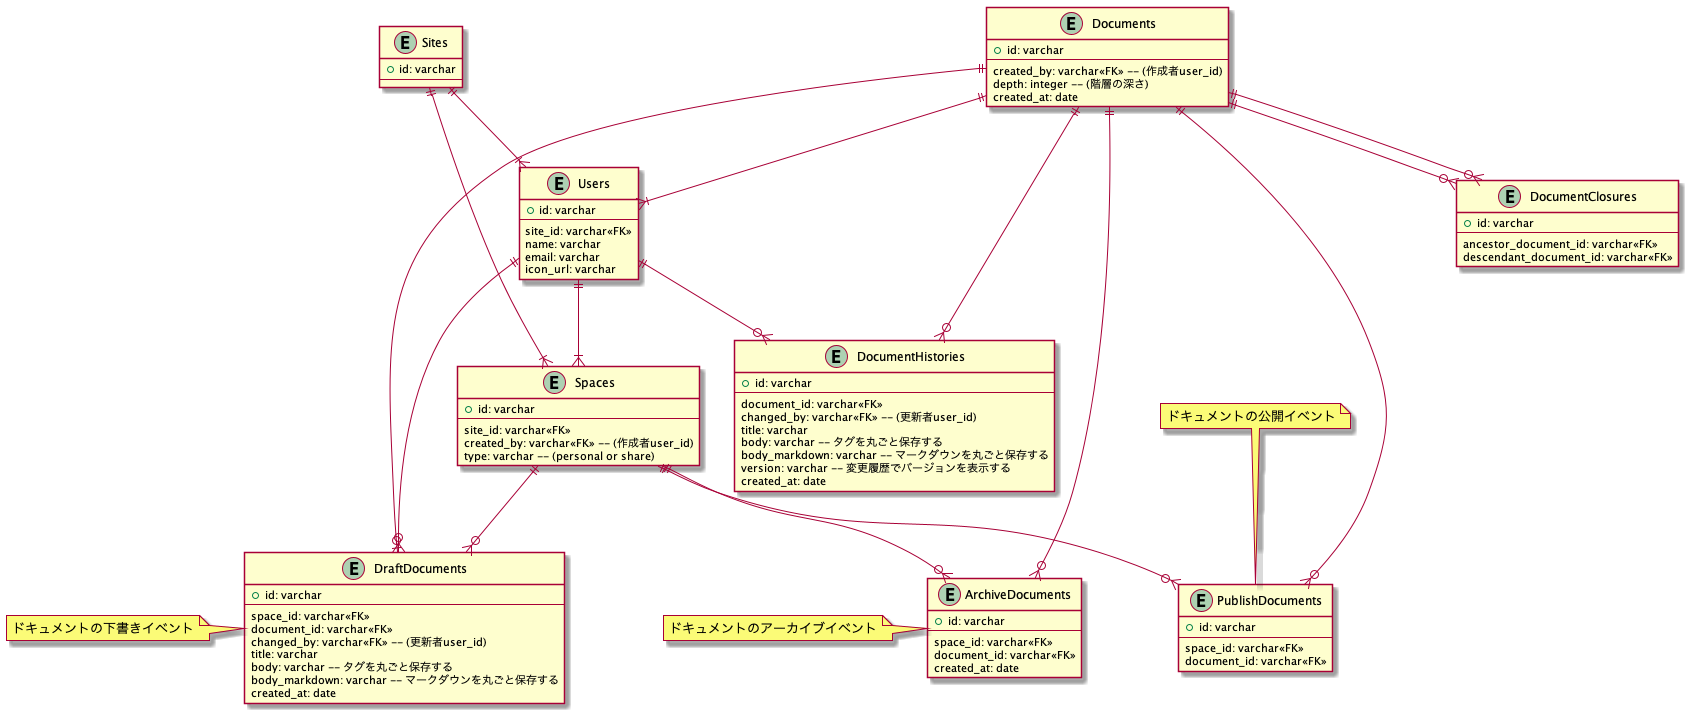 E Documents
id: varchar
created_by: varchar«FK» -- (作成者user_id)
depth: integer -- (階層の深さ)
created_at: date
E Sites
id: varchar
E Users
id: varchar
site_id: varchar«FK»
name: varchar
email: varchar
icon_url: varchar
E DocumentClosures
id: varchar
ancestor_document_id: varchar«FK»
descendant_document_id: varchar«FK»
E Spaces
id: varchar
site_id: varchar«FK»
created_by: varchar«FK» -- (作成者user_id)
type: varchar -- (personal or share)
E DocumentHistories
id: varchar
document_id: varchar«FK»
changed_by: varchar«FK» -- (更新者user_id)
title: varchar
body: varchar -- タグを丸ごと保存する
body_markdown: varchar -- マークダウンを丸ごと保存する
version: varchar -- 変更履歴でバージョンを表示する
created_at: date
ドキュメントの公開イベント
E DraftDocuments
id: varchar
space_id: varchar«FK»
document_id: varchar«FK»
changed_by: varchar«FK» -- (更新者user_id)
title: varchar
body: varchar -- タグを丸ごと保存する
body_markdown: varchar -- マークダウンを丸ごと保存する
created_at: date
ドキュメントの下書きイベント
E ArchiveDocuments
id: varchar
space_id: varchar«FK»
document_id: varchar«FK»
created_at: date
ドキュメントのアーカイブイベント
E PublishDocuments
id: varchar
space_id: varchar«FK»
document_id: varchar«FK»